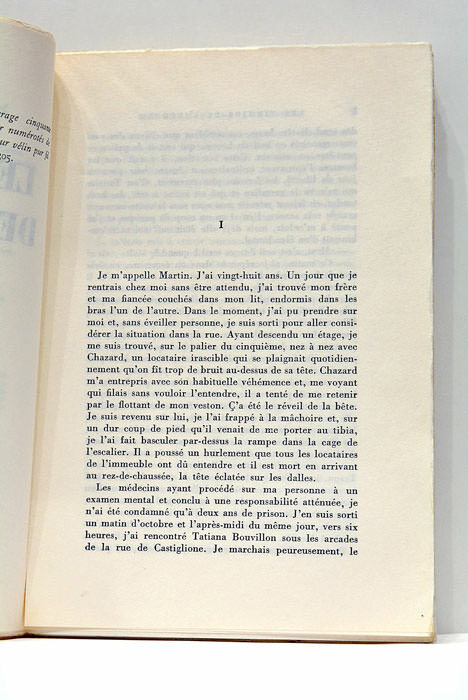 rage cinquante
numérotés de
ur vélin pur fil
I
Je m'appelle Martin. J'ai vingt-huit ans. Un jour que je
rentrais chez moi sans être attendu, j'ai trouvé mon frère
et ma fiancée couchés dans mon lit, endormis dans les
bras l'un de l'autre. Dans le moment, j'ai pu prendre sur
moi et, sans éveiller personne, je suis sorti pour aller consi-
dérer la situation dans la rue. Ayant descendu un étage, je
me suis trouvé, sur le palier du cinquième, nez à nez avec
Chazard, un locataire irascible qui se plaignait quotidien-
nement qu'on fît trop de bruit au-dessus de sa tête. Chazard
m'a entrepris avec son habituelle véhémence et, me voyant
qui filais sans vouloir l'entendre, il a tenté de me retenir
par le flottant de mon veston. Ç'a été le réveil de la bête.
Je suis revenu sur lui, je l'ai frappé à la mâchoire et, sur
un dur coup de pied qu'il venait de me porter au tibia,
je l'ai fait basculer par-dessus la rampe dans la cage de
l'escalier. Il a poussé un hurlement que tous les locataires
de l'immeuble ont dû entendre et il est mort en arrivant
au rez-de-chaussée, la tête éclatée sur les dalles.
Les médecins ayant procédé sur ma personne à un
examen mental et conclu à une responsabilité atténuée, je
n'ai été condamné qu'à deux ans de prison. J'en suis sorti
un matin d'octobre et l'après-midi du même jour, vers six
heures, j'ai rencontré Tatiana Bouvillon sous les arcades
de la rue de Castiglione. Je marchais peureusement, le